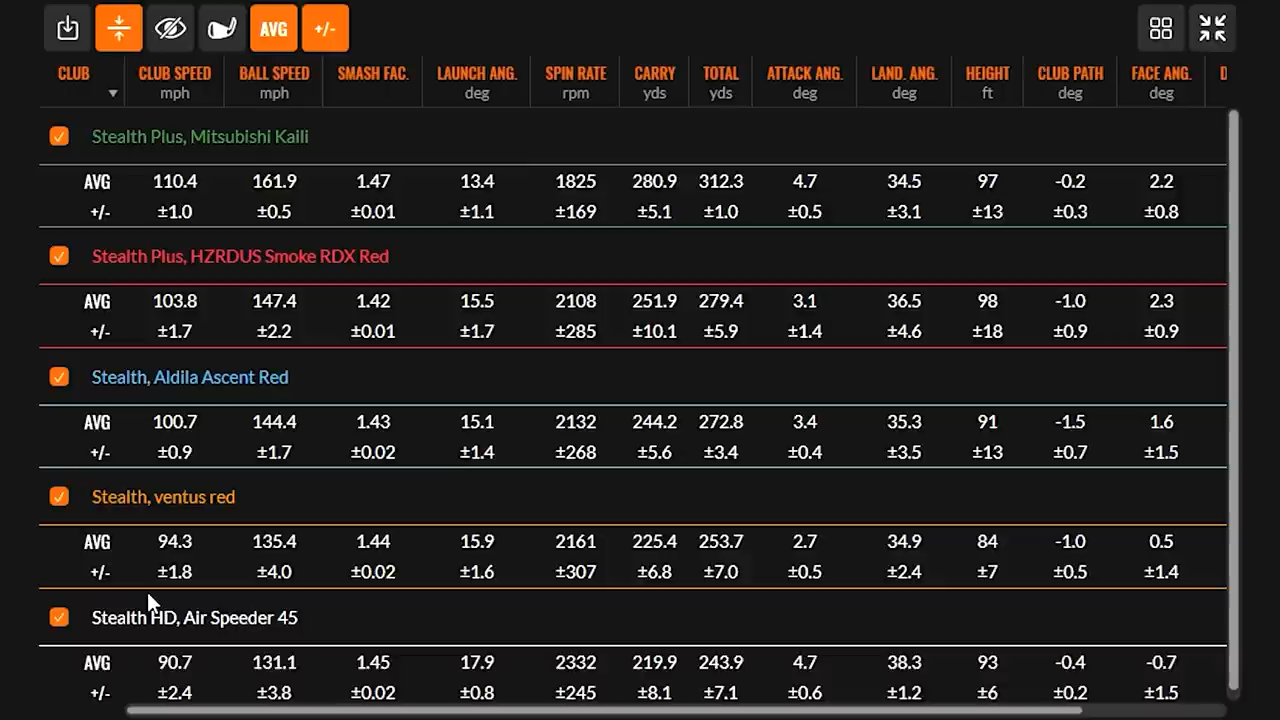 AVG +/-
CLUB CLUB SPEED BALL SPEED SMASH FAC. LAUNCH ANG. SPIN RATE CARRY TOTAL ATTACK ANG. LAND. ANG. HEIGHT CLUB PATH FACE ANG. D
mph mph deg rpm yds yds deg deg ft deg deg
Stealth Plus, Mitsubishi Kaili
AVG 110.4 161.9 1.47 13.4 1825 280.9 312.3 4.7 34.5 97 -0.2 2.2
+/- ±1.0 ±0.5 ±0.01 ±1.1 ±169 ±5.1 ±1.0 ±0.5 ±3.1 ±13 ±0.3 ±0.8
Stealth Plus, HZRDUS Smoke RDX Red
AVG 103.8 147.4 1.42 15.5 2108 251.9 279.4 3.1 36.5 98 -1.0 2.3
+/- ±1.7 ±2.2 ±0.01 ±1.7 ±285 ±10.1 ±5.9 ±1.4 ±4.6 ±18 ±0.9 ±0.9
Stealth, Aldila Ascent Red
AVG 100.7 144.4 1.43 15.1 2132 244.2 272.8 3.4 35.3 91 -1.5 1.6
+/- ±0.9 ±1.7 ±0.02 ±1.4 ±268 ±5.6 ±3.4 ±0.4 ±3.5 ±13 ±0.7 ±1.5
Stealth, ventus red
AVG 94.3 135.4 1.44 15.9 2161 225.4 253.7 2.7 34.9 84 -1.0 0.5
+/- ±1.8 ±4.0 ±0.02 ±1.6 ±307 ±6.8 ±7.0 ±0.5 ±2.4 ±7 ±0.5 ±1.4
Stealth HD, Air Speeder 45
AVG 90.7 131.1 1.45 17.9 2332 219.9 243.9 4.7 38.3 93 -0.4 -0.7
+/- ±2.4 ±3.8 ±0.02 ±0.8 ±245 ±8.1 ±7.1 ±0.6 ±1.2 ±6 ±0.2 ±1.5